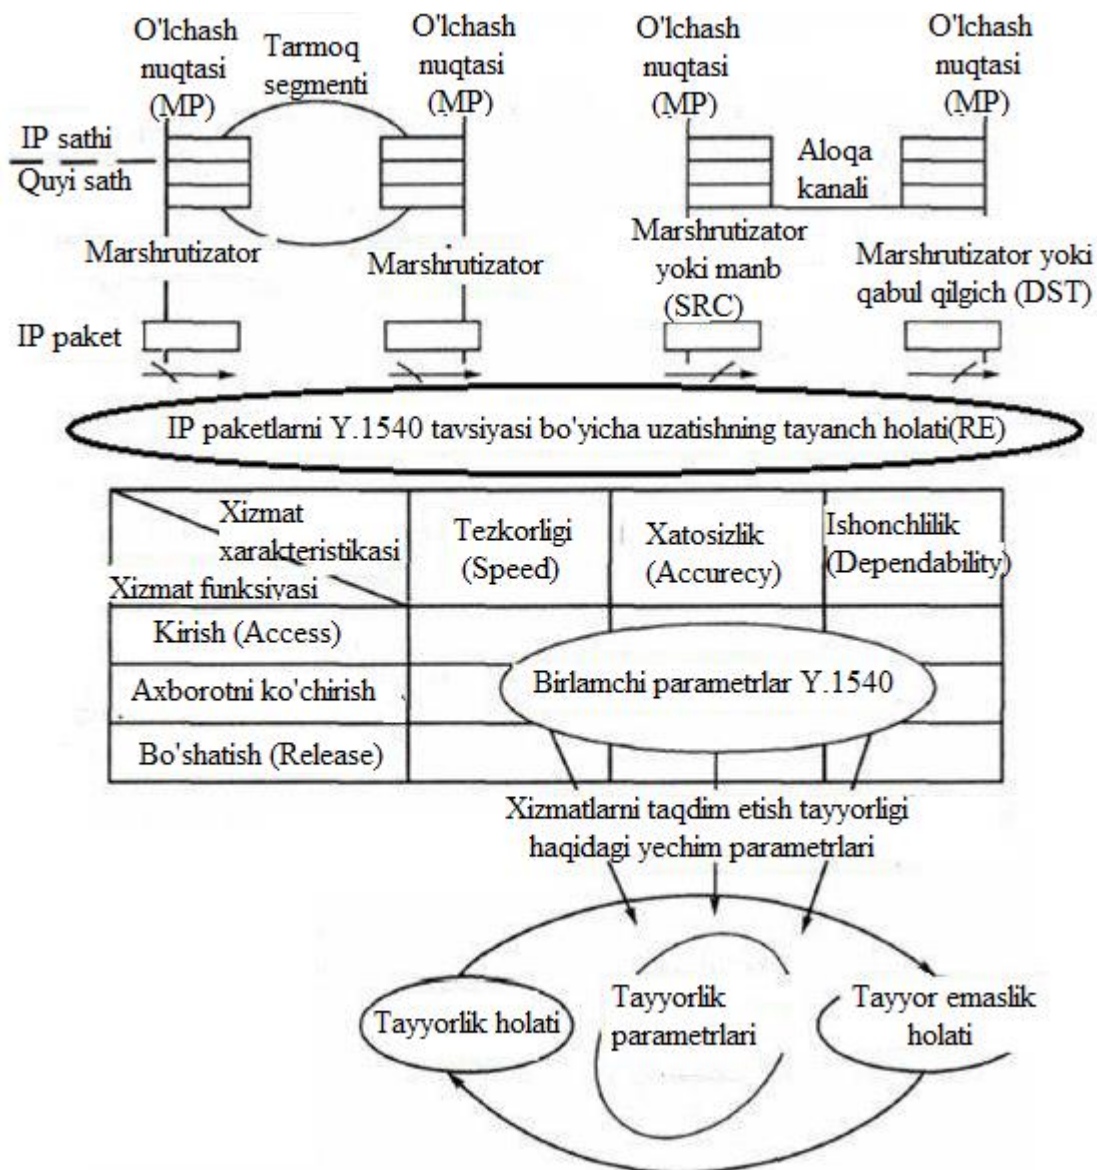 O'lchash
nuqtasi
(MP)
Tarmoq
segmenti
O'lchash
nuqtasi
(MP)
O'lchash
nuqtasi
(MP)
O'lchash
nuqtasi
(MP)
IP sathi
Quyi sath
Aloqa
kanali
Marshrutizator
Marshrutizator
Marshrutizator
yoki manb
(SRC)
Marshrutizator yoki
qabul qilgich (DST)
IP paket
IP paketlarni Y.1540 tavsiyasi bo'yicha uzatishning tayanch holati(RE)
Xizmat
xarakteristikasi
Xizmat funksiyasi
Tezkorligi
(Speed)
Xatosizlik
(Accurecy)
Ishonchlilik
(Dependability)
Kirish (Access)
Axborotni ko'chirish
Bo'shatish (Release)
Birlamchi parametrlar Y.1540
Xizmatlarni taqdim etish tayyorligi
haqidagi yechim parametrlari
Tayyorlik holati
Tayyorlik
parametrlari
Tayyor emaslik
holati